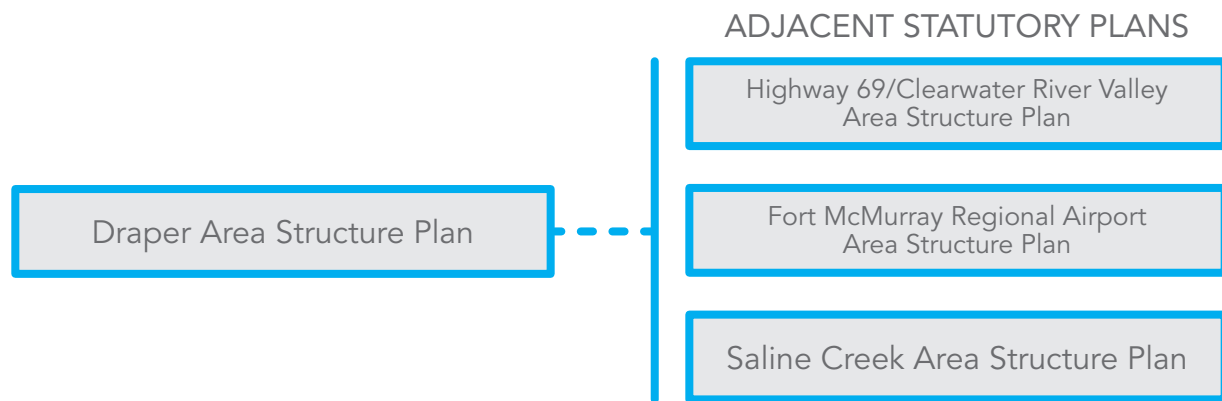 ADJACENT STATUTORY PLANS
Highway 69/Clearwater River Valley
Area Structure Plan
Draper Area Structure Plan
Fort McMurray Regional Airport
Area Structure Plan
Saline Creek Area Structure Plan